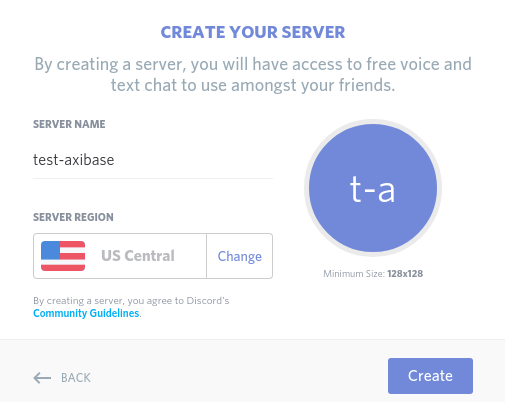 CREATE YOUR SERVER
By creating a server, you will have access to free voice and
text chat to use amongst your friends.
SERVER NAME
test-axibase
t-a
SERVER REGION
US Central
Change
Minimum Size: 128x128
By creating a server, you agree to Discord's
Community Guidelines.
BACK
Create